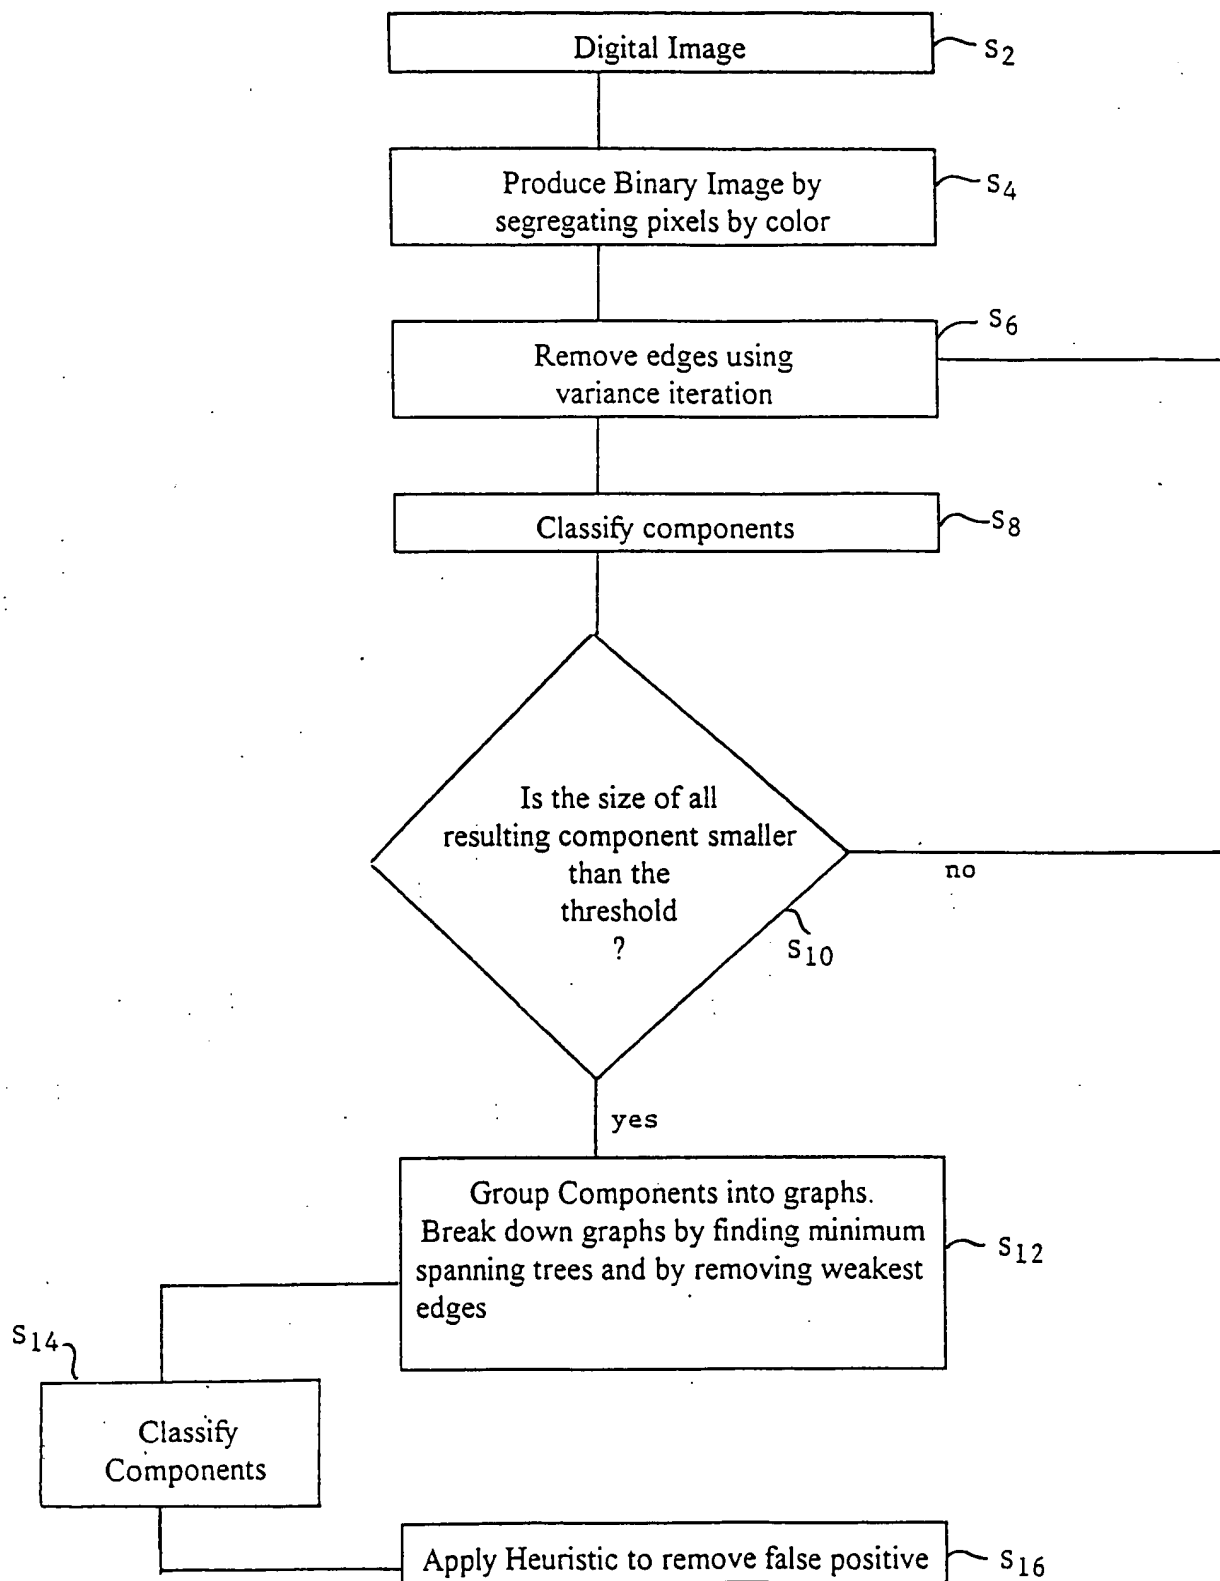 Digital Image
S2
Produce Binary Image by
segregating pixels by color
S4
Remove edges using
variance iteration
S6
Classify components
S8
Is the size of all
resulting component smaller
than the
threshold
?
no
S10
yes
Group Components into graphs.
Break down graphs by finding minimum
spanning trees and by removing weakest
edges
S12
S14
Classify
Components
Apply Heuristic to remove false positive
S16